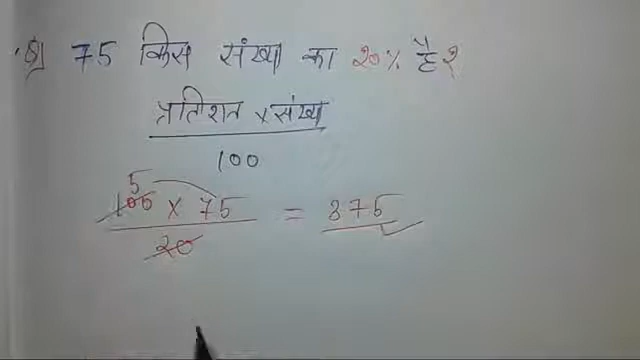 ब) 75 किस संख्या का 20% है?
प्रतिशत x संख्या
100
5
100 x 75 = 375
20